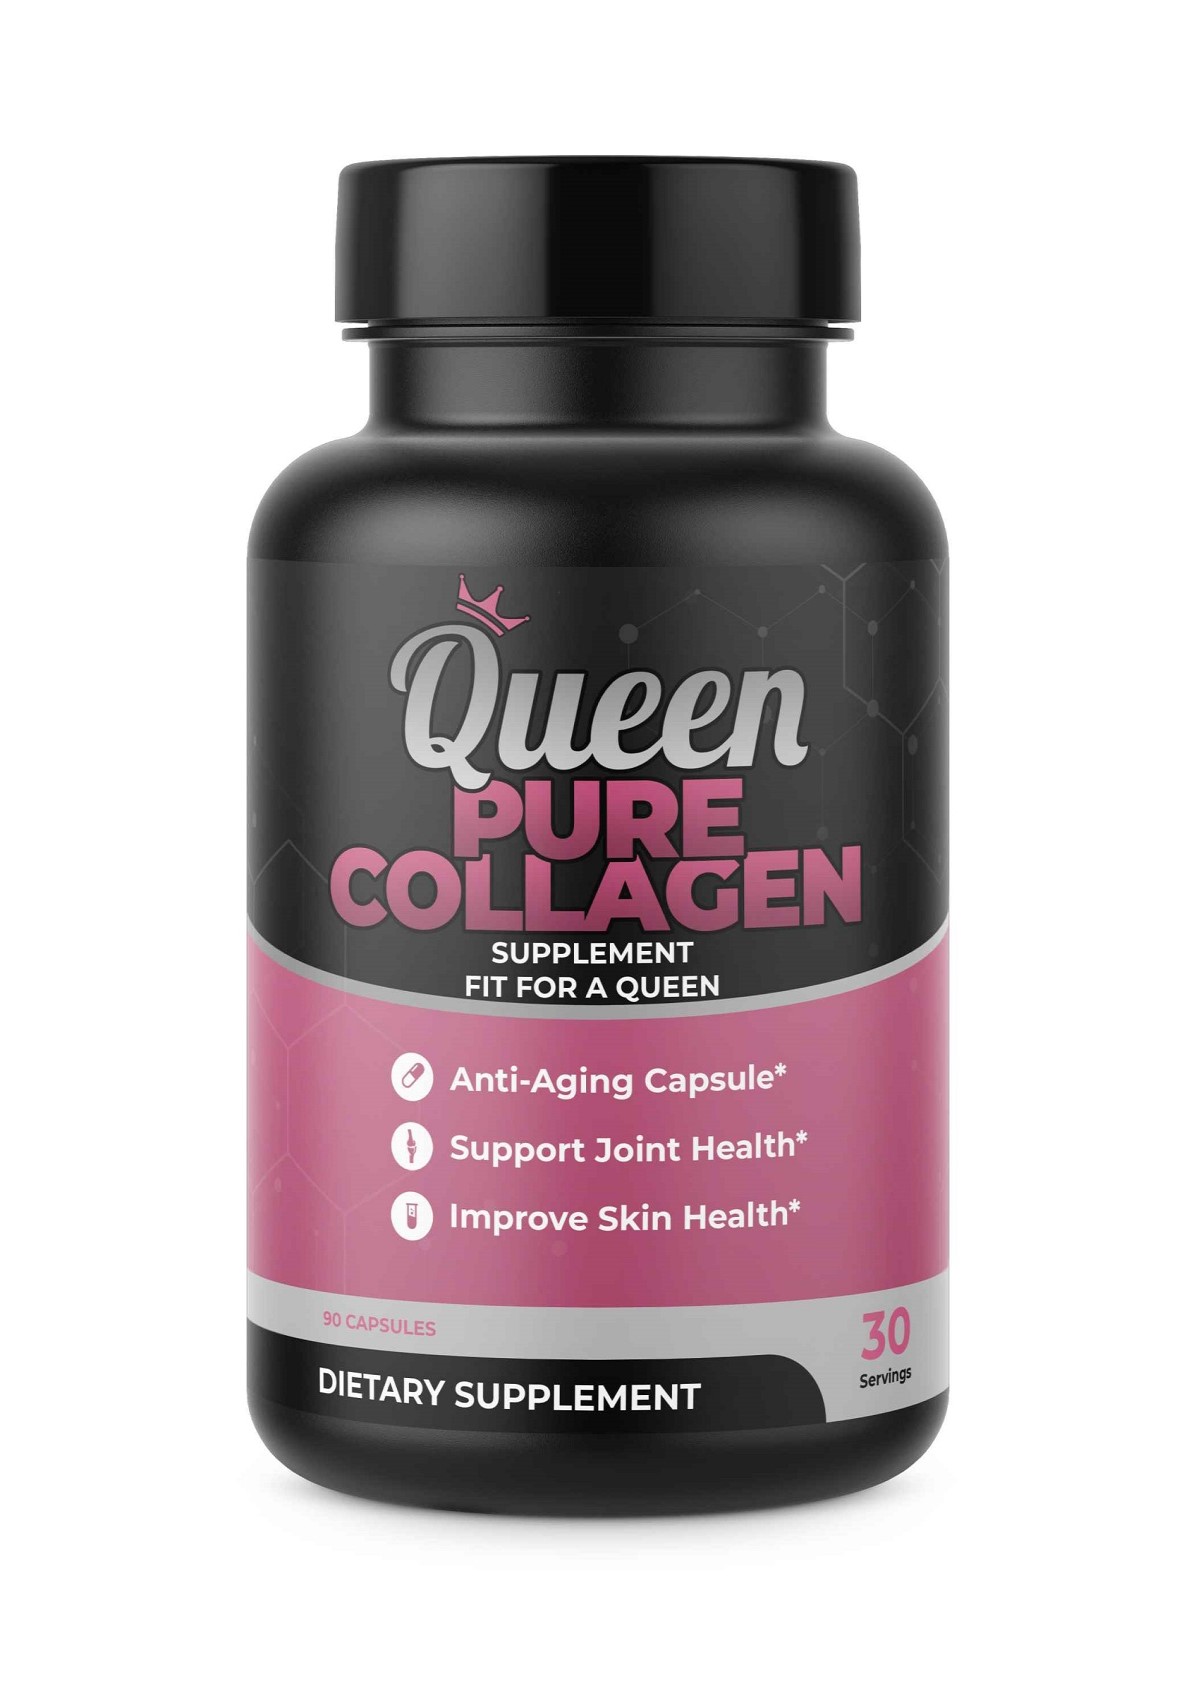 Queen
PURE
COLLAGEN
SUPPLEMENT
FIT FOR A QUEEN
Anti-Aging Capsule*
Support Joint Health*
Improve Skin Health*
90 CAPSULES
30
Servings
DIETARY SUPPLEMENT